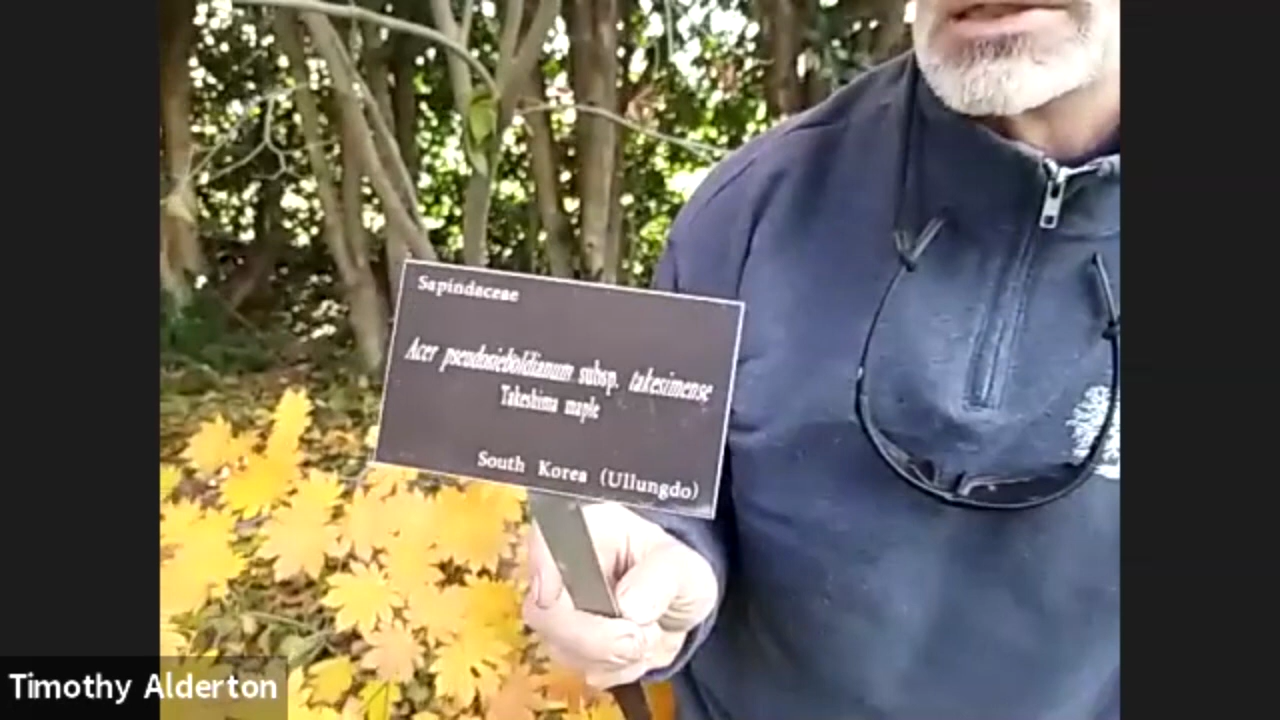 Sapindaceae
Acer pseudosieboldianum subsp. takesimense
Takeshima maple
South Korea (Ullungdo)
Timothy Alderton